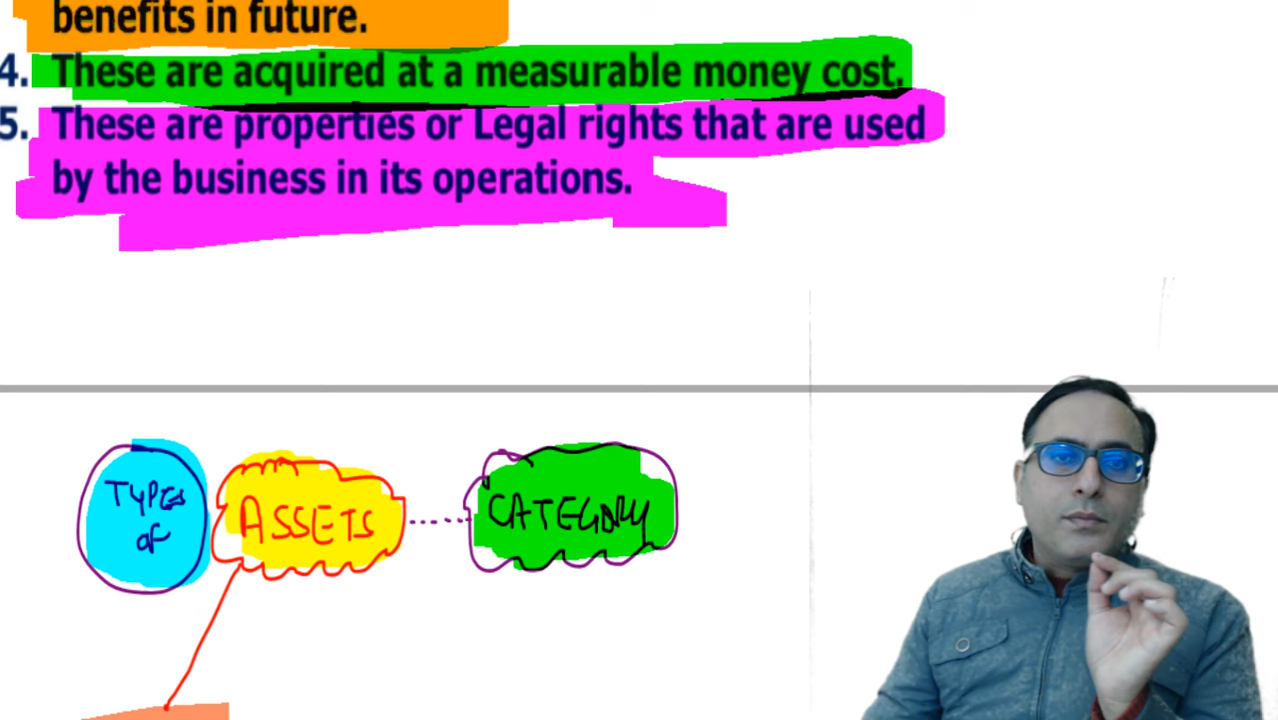 benefits in future.
4. These are acquired at a measurable money cost.
5. These are properties or Legal rights that are used
by the business in its operations.
TYPES
of
ASSETS
CATEGORY